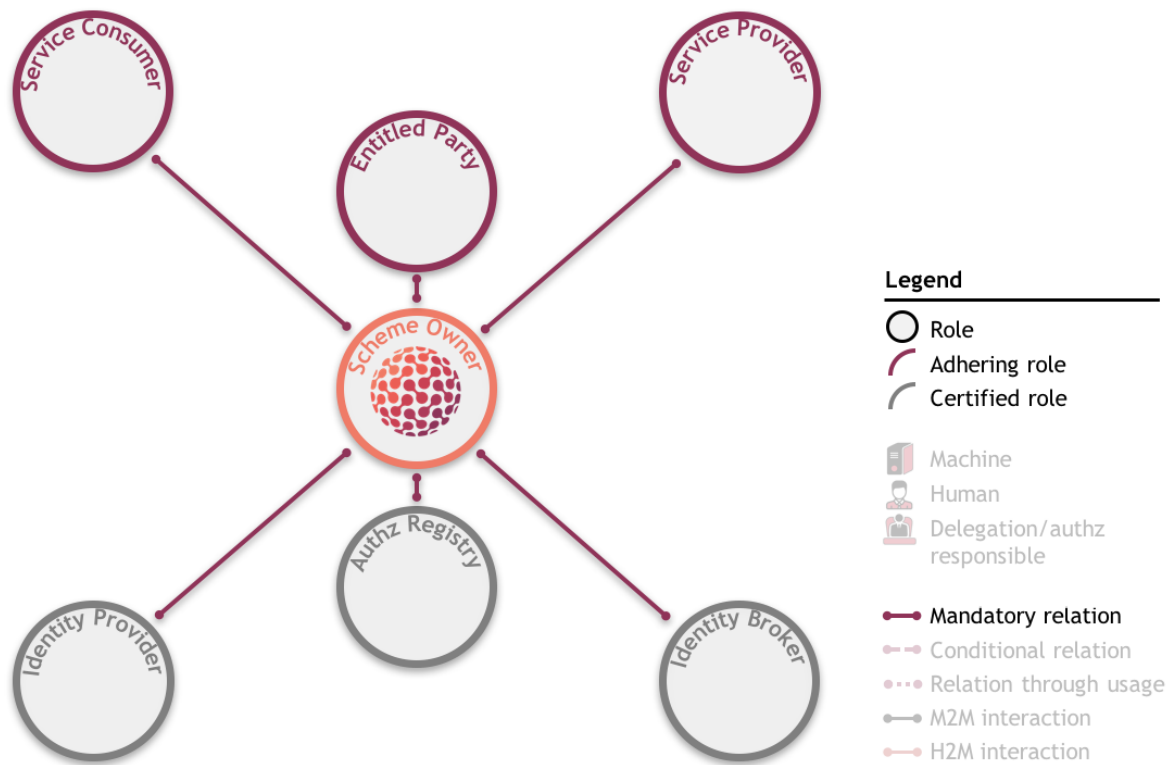 Service Consumer
Service Provider
Entitled Party
Scheme Owner
Authz Registry
Identity Provider
Identity Broker
Legend
Role
Adhering role
Certified role
Machine
Human
Delegation/authz
responsible
Mandatory relation
Conditional relation
Relation through usage
M2M interaction
H2M interaction